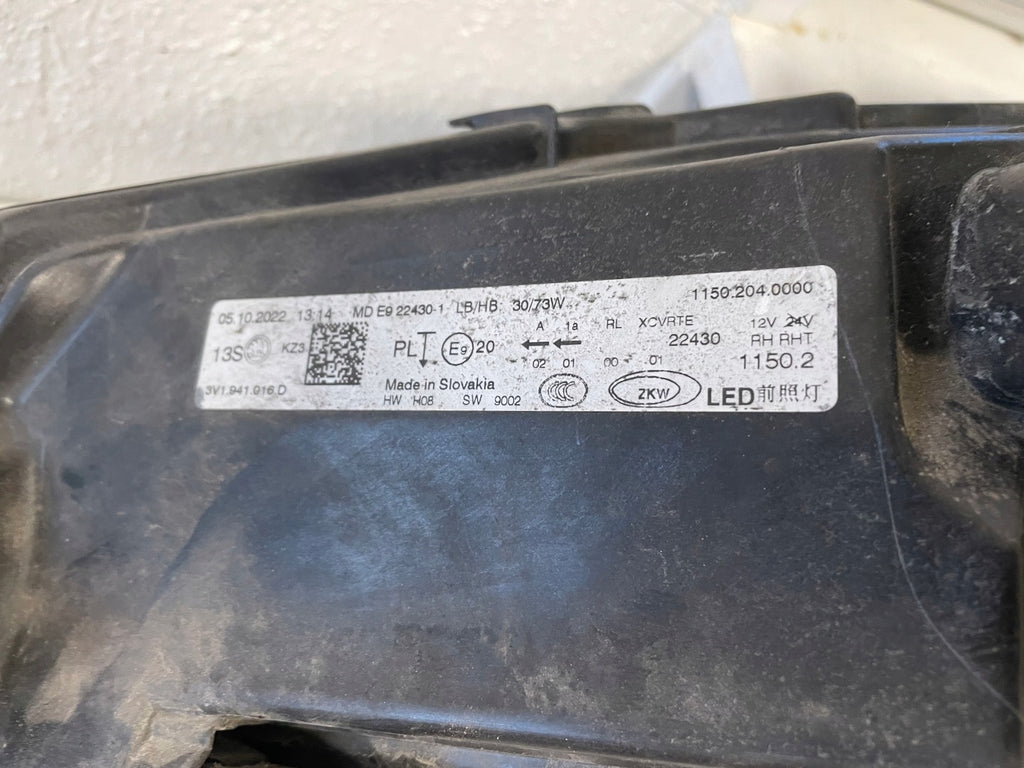 05.10.2022 13:14 MD E9 22430-1 LB/HB 30/73W 1150.204.0000
13S KZ3 PL E9 20 A 1a RL XCVRTE 12V 24V
02 01 00 01 22430 RH RHT
1150.2
3V1.941.016 D Made in Slovakia CCC ZKW LED前照灯
HW H08 SW 9002